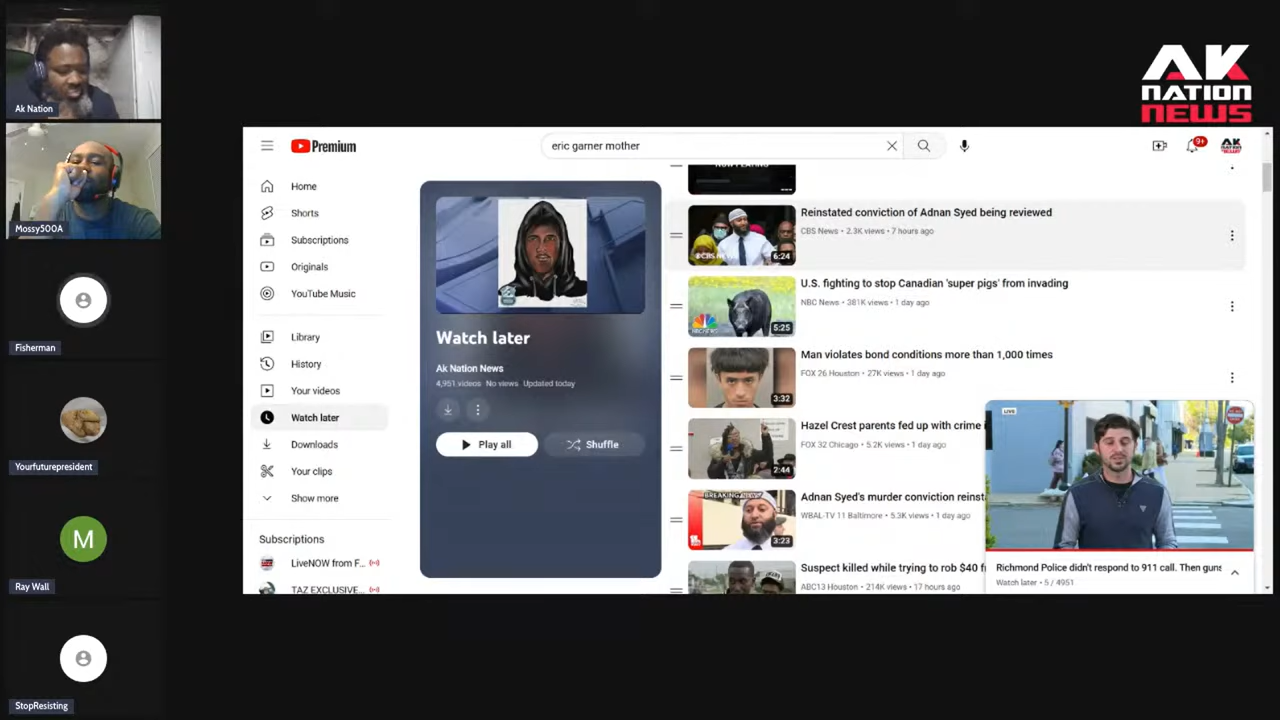 Ak Nation
Mossy500A
Fisherman
Yourfuturepresident
M
Ray Wall
StopResisting
AK
NATION
NEWS
Premium
eric garner mother
9+
Home
Shorts
Subscriptions
Originals
YouTube Music
Library
History
Your videos
Watch later
Downloads
Your clips
Show more
Subscriptions
LiveNOW from F...
TAZ EXCLUSIVE...
Watch later
Ak Nation News
4,951 videos No views Updated today
Play all
Shuffle
NOW PLAYING
Reinstated conviction of Adnan Syed being reviewed
CBS News • 2.3K views • 7 hours ago
CBS NEWS
6:24
U.S. fighting to stop Canadian 'super pigs' from invading
NBC News • 381K views • 1 day ago
5:25
Man violates bond conditions more than 1,000 times
FOX 26 Houston • 27K views • 1 day ago
3:32
Hazel Crest parents fed up with crime i
FOX 32 Chicago • 5.2K views • 1 day ago
2:44
BREAKING NEWS
Adnan Syed's murder conviction reinst
WBAL-TV 11 Baltimore • 5.3K views • 1 day ago
3:23
Suspect killed while trying to rob $40 f
ABC13 Houston • 214K views • 17 hours ago
LIVE
Richmond Police didn't respond to 911 call. Then guns
Watch later • 5 / 4951